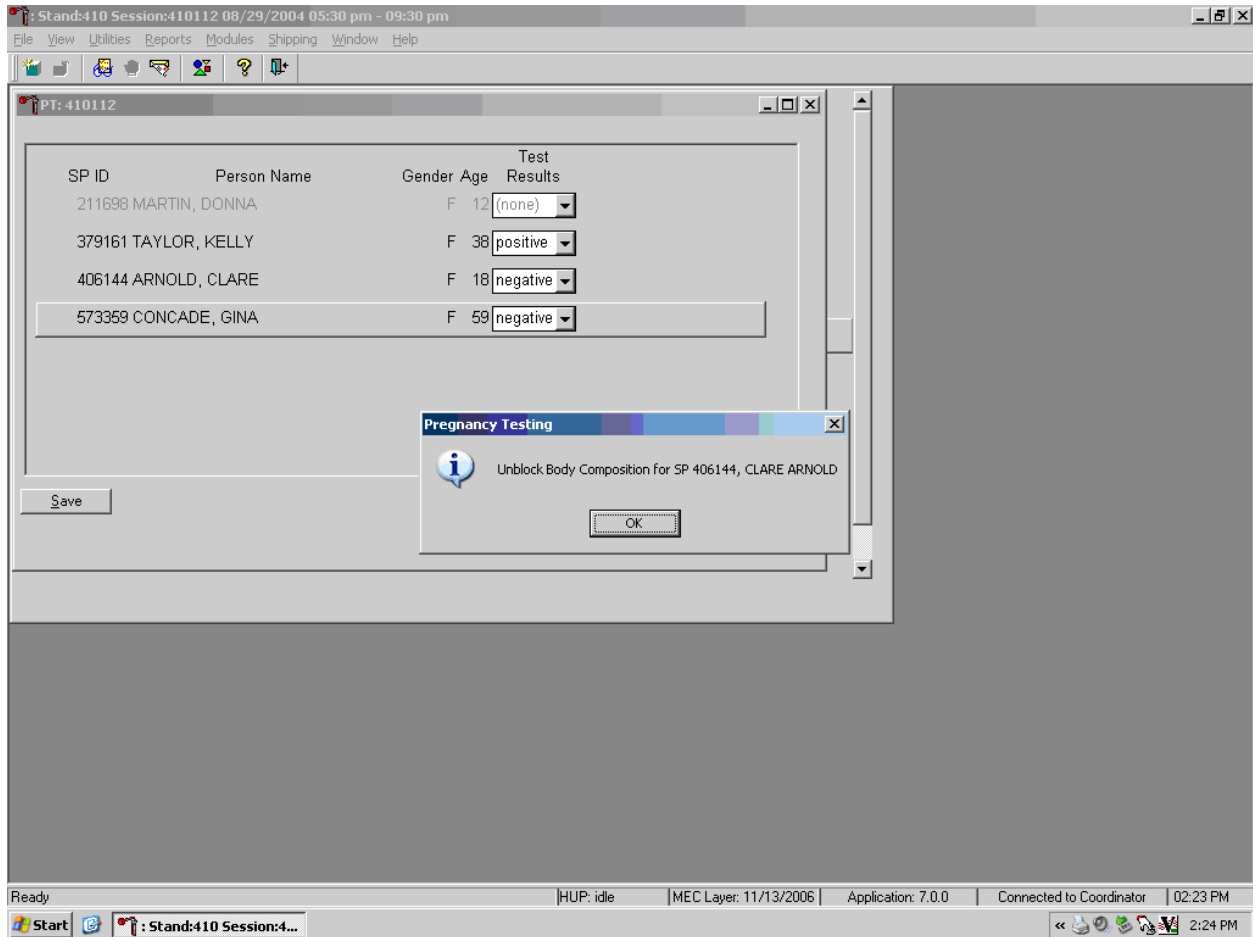 : Stand:410 Session:410112 08/29/2004 05:30 pm - 09:30 pm
File View Utilities Reports Modules Shipping Window Help
PT: 410112
Test
SP ID Person Name Gender Age Results
211698 MARTIN, DONNA F 12 (none)
379161 TAYLOR, KELLY F 38 positive
406144 ARNOLD, CLARE F 18 negative
573359 CONCADE, GINA F 59 negative
Pregnancy Testing
Unblock Body Composition for SP 406144, CLARE ARNOLD
OK
Save
Ready HUP: idle MEC Layer: 11/13/2006 Application: 7.0.0 Connected to Coordinator 02:23 PM
Start : Stand:410 Session:4... « 2:24 PM